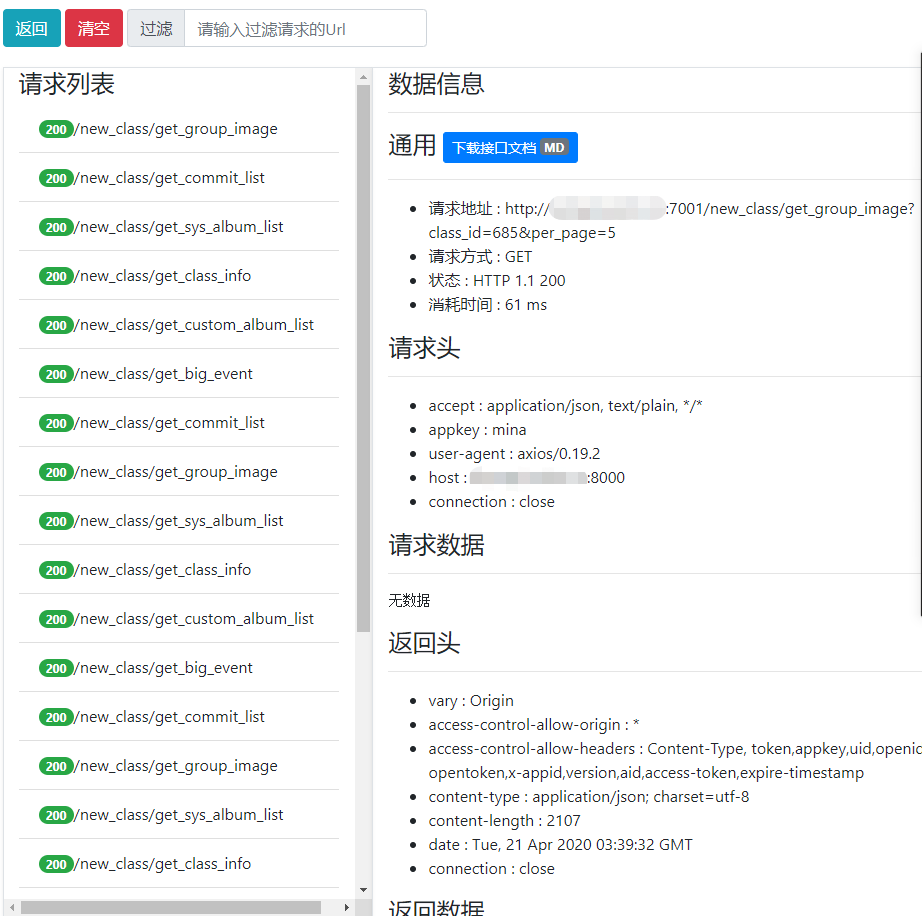 返回 清空 过滤 请输入过滤请求的Url
请求列表
200 /new_class/get_group_image
200 /new_class/get_commit_list
200 /new_class/get_sys_album_list
200 /new_class/get_class_info
200 /new_class/get_custom_album_list
200 /new_class/get_big_event
200 /new_class/get_commit_list
200 /new_class/get_group_image
200 /new_class/get_sys_album_list
200 /new_class/get_class_info
200 /new_class/get_custom_album_list
200 /new_class/get_big_event
200 /new_class/get_commit_list
200 /new_class/get_group_image
200 /new_class/get_sys_album_list
200 /new_class/get_class_info
数据信息
通用 下载接口文档 MD
请求地址 : http:// :7001/new_class/get_group_image?
class_id=685&per_page=5
请求方式 : GET
状态 : HTTP 1.1 200
消耗时间 : 61 ms
请求头
accept : application/json, text/plain, */*
appkey : mina
user-agent : axios/0.19.2
host : :8000
connection : close
请求数据
无数据
返回头
vary : Origin
access-control-allow-origin : *
access-control-allow-headers : Content-Type, token,appkey,uid,openid
opentoken,x-appid,version,aid,access-token,expire-timestamp
content-type : application/json; charset=utf-8
content-length : 2107
date : Tue, 21 Apr 2020 03:39:32 GMT
connection : close
返回数据